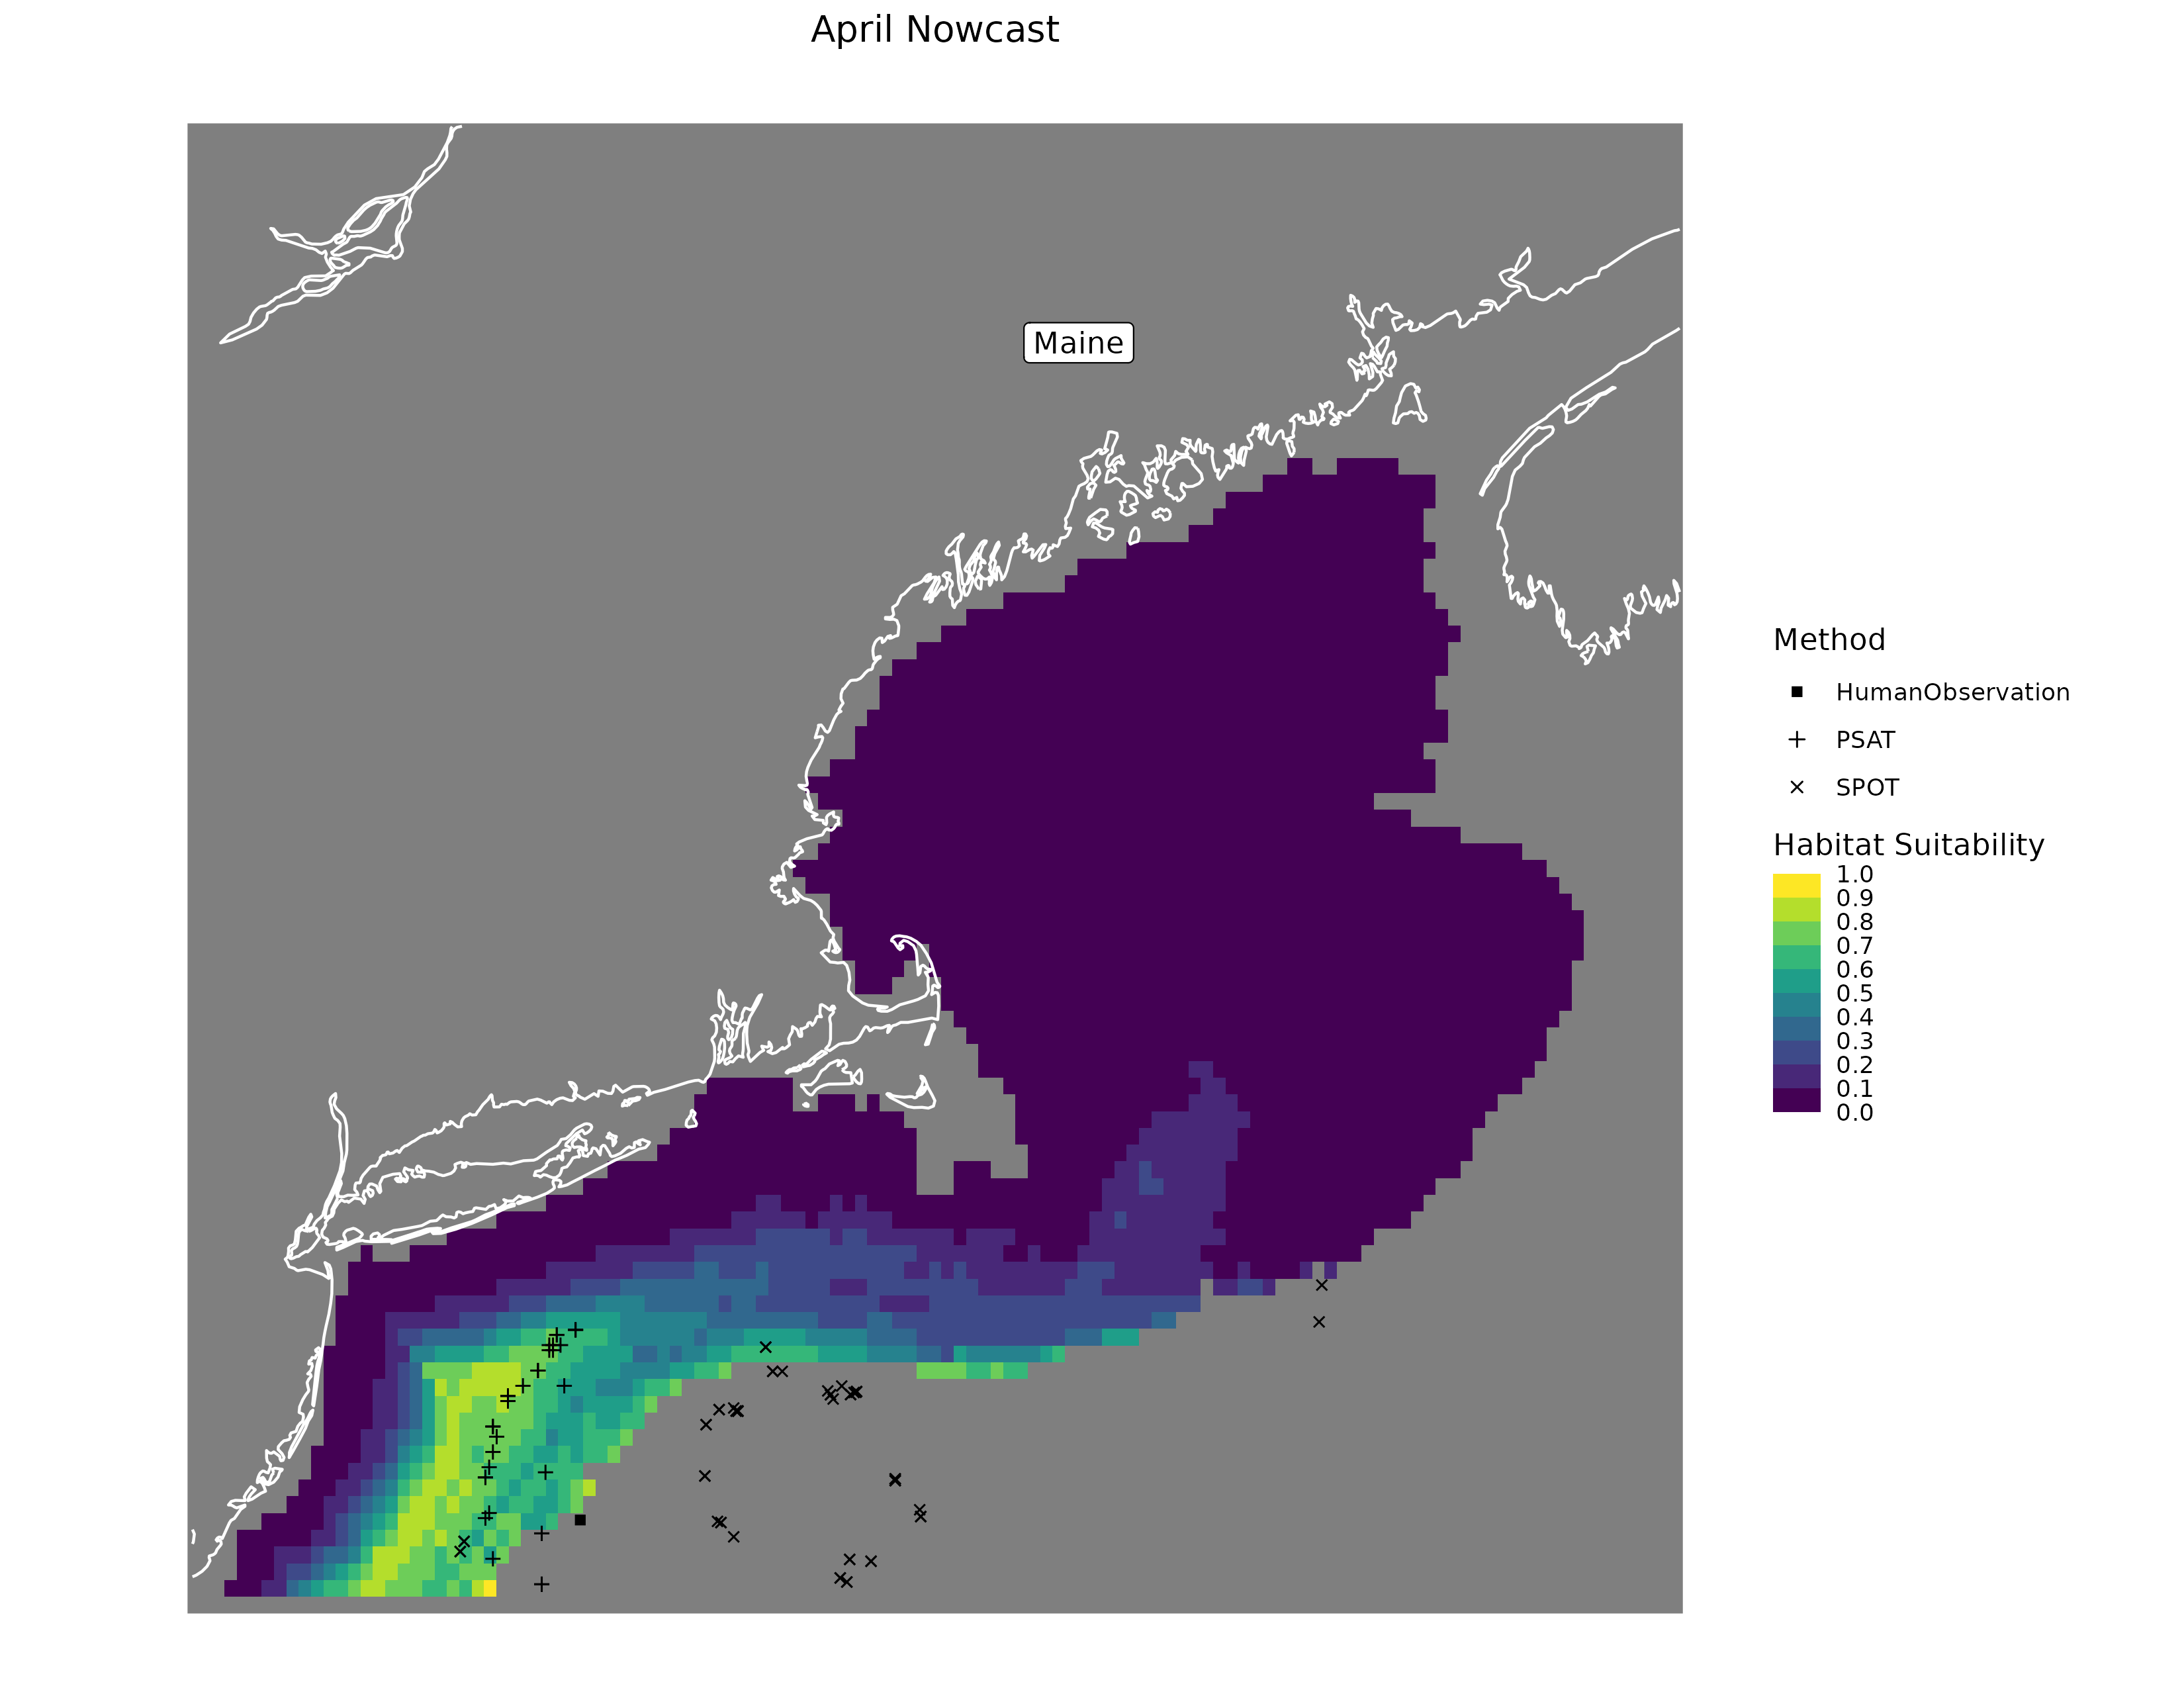 April Nowcast
Maine
Method
HumanObservation
PSAT
SPOT
Habitat Suitability
1.0
0.9
0.8
0.7
0.6
0.5
0.4
0.3
0.2
0.1
0.0